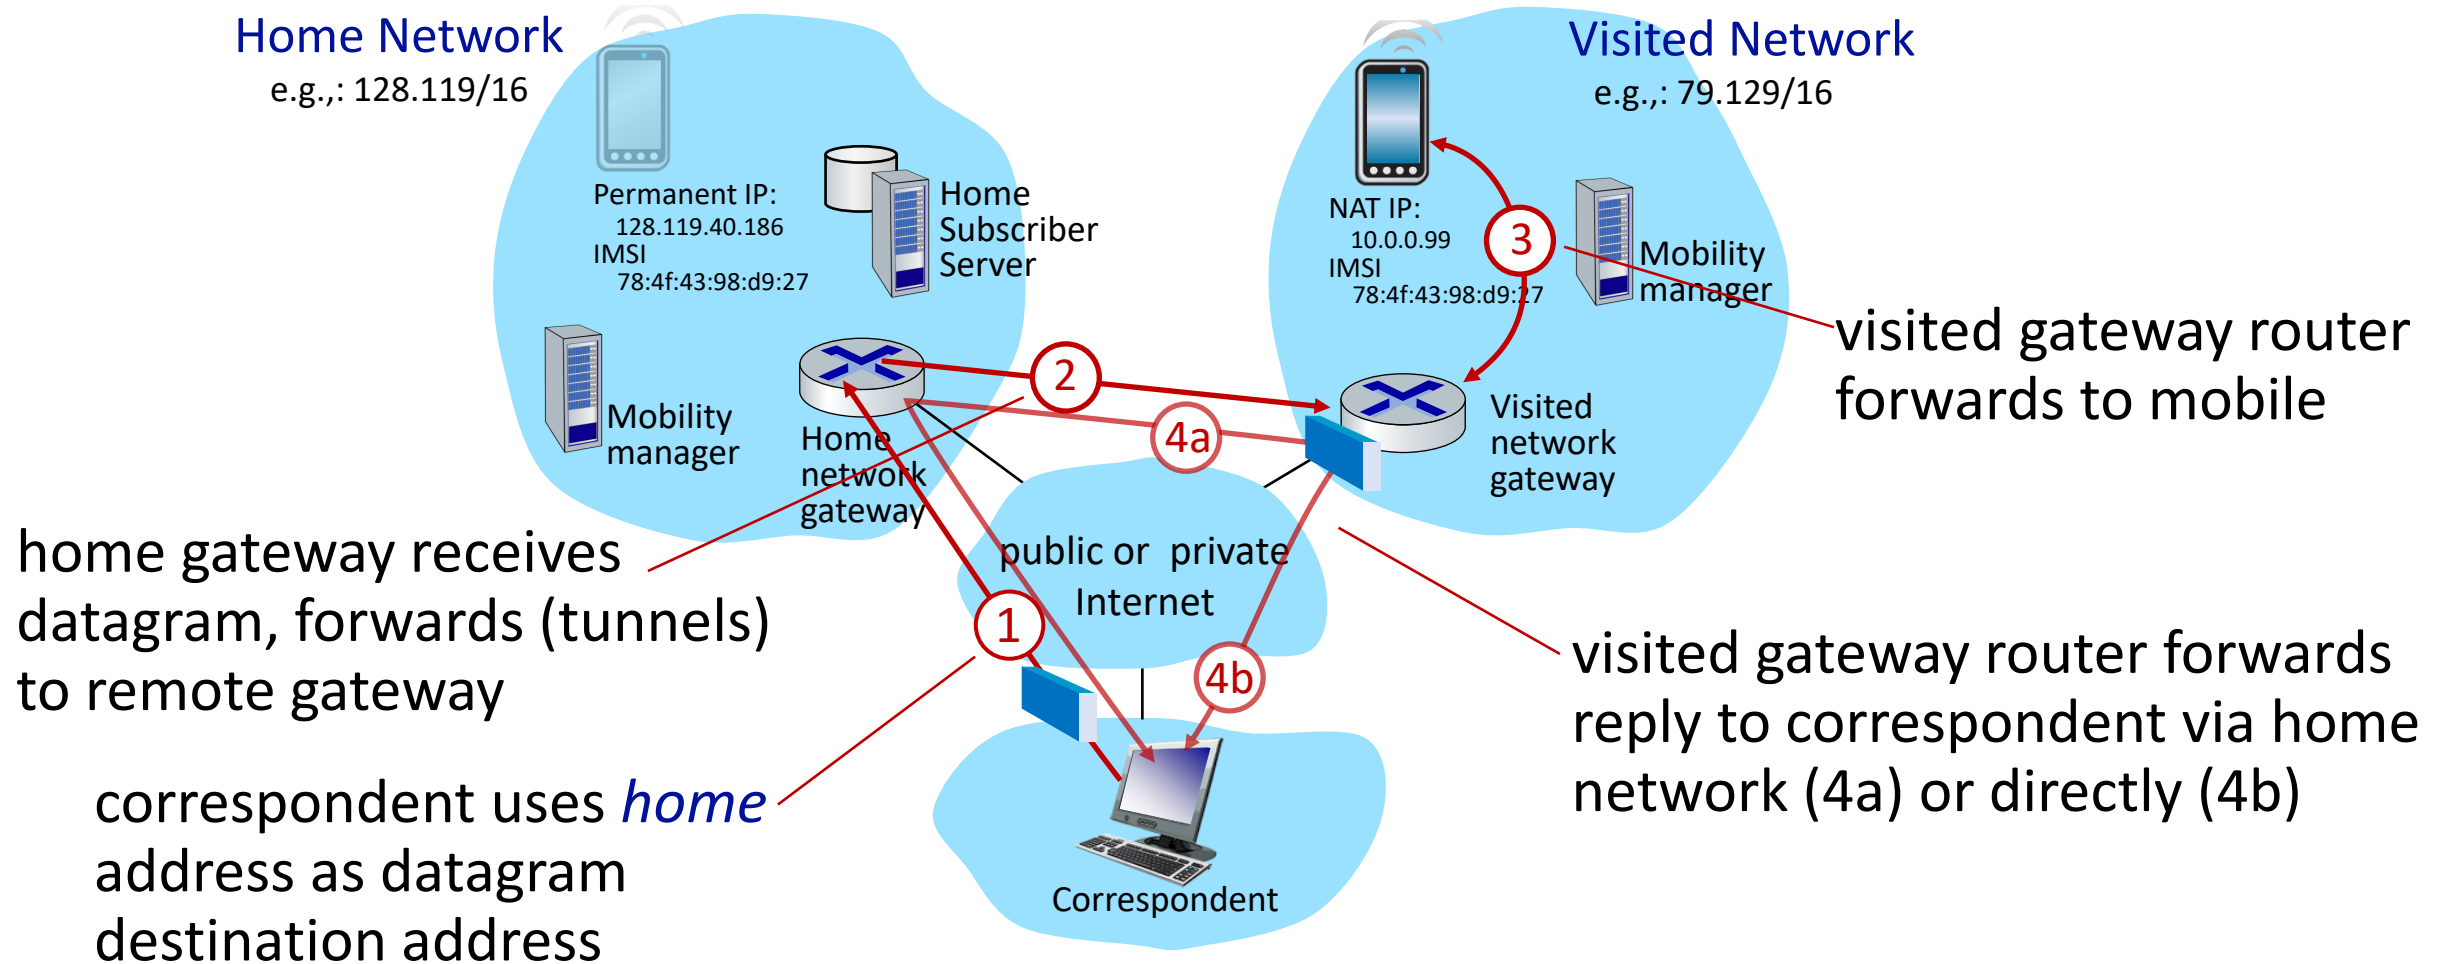 Home Network
e.g.,: 128.119/16
Visited Network
e.g.,: 79.129/16
Permanent IP:
128.119.40.186
IMSI
78:4f:43:98:d9:27
Home
Subscriber
Server
NAT IP:
10.0.0.99
IMSI
78:4f:43:98:d9:27
3
Mobility
manager
visited gateway router
forwards to mobile
Mobility
manager
Home
network
gateway
2
4a
Visited
network
gateway
home gateway receives
datagram, forwards (tunnels)
to remote gateway
public or private
Internet
1
4b
visited gateway router forwards
reply to correspondent via home
network (4a) or directly (4b)
correspondent uses home
address as datagram
destination address
Correspondent